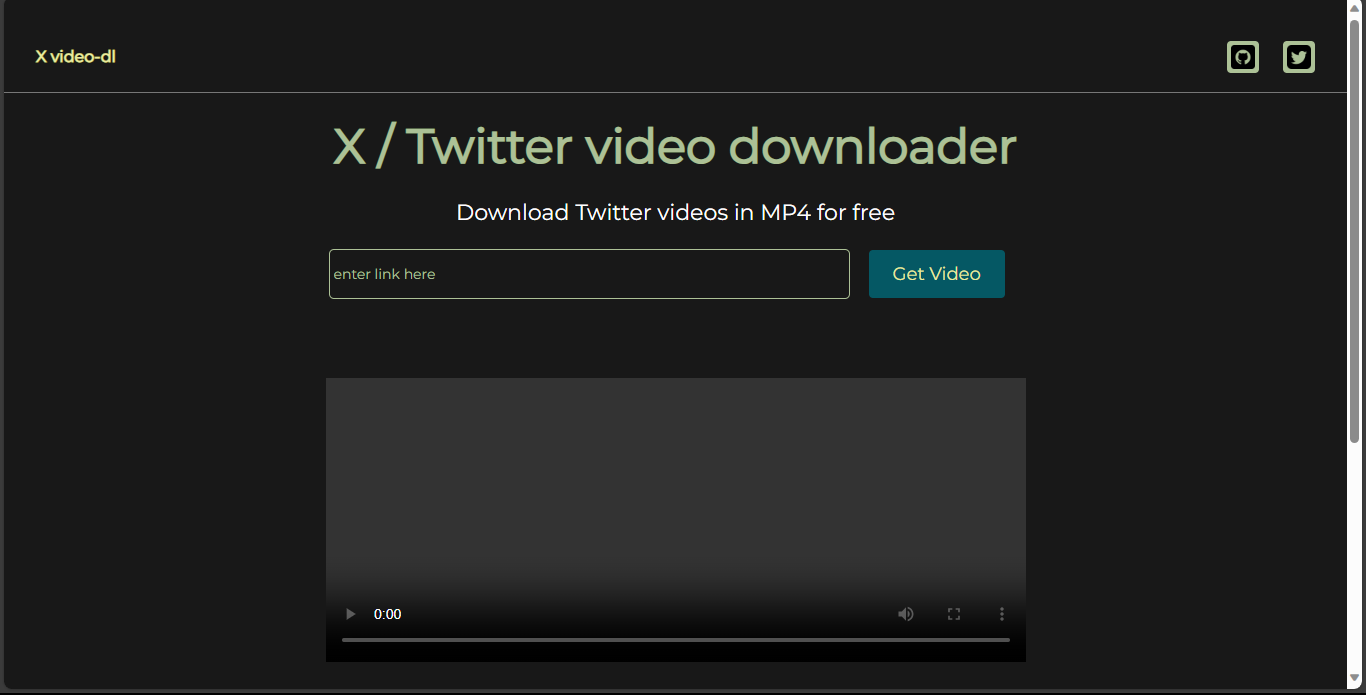 X video-dl
X / Twitter video downloader
Download Twitter videos in MP4 for free
enter link here
Get Video
0:00